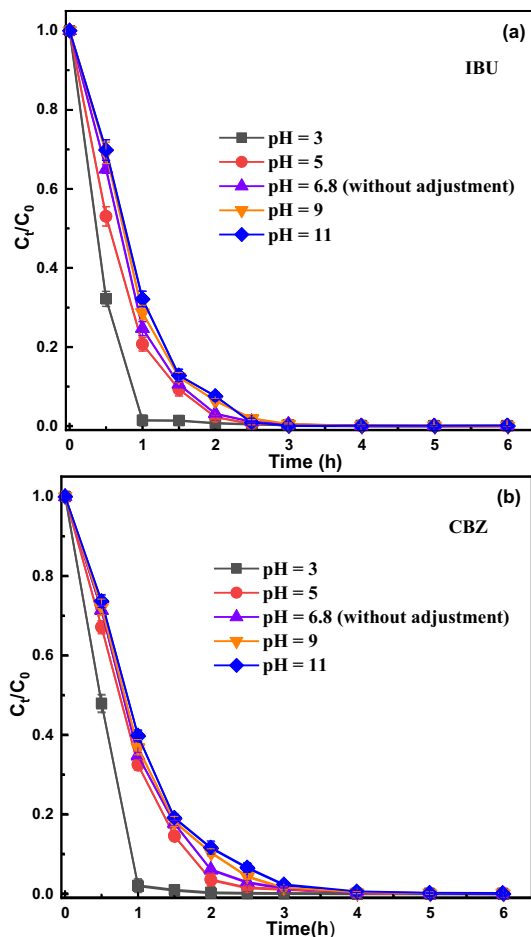 (a)
IBU
1.0
0.8
0.6
0.4
0.2
0.0
Cₜ/C₀
pH = 3
pH = 5
pH = 6.8 (without adjustment)
pH = 9
pH = 11
0 1 2 3 4 5 6
Time (h)
(b)
CBZ
1.0
0.8
0.6
0.4
0.2
0.0
Cₜ/C₀
pH = 3
pH = 5
pH = 6.8 (without adjustment)
pH = 9
pH = 11
0 1 2 3 4 5 6
Time(h)